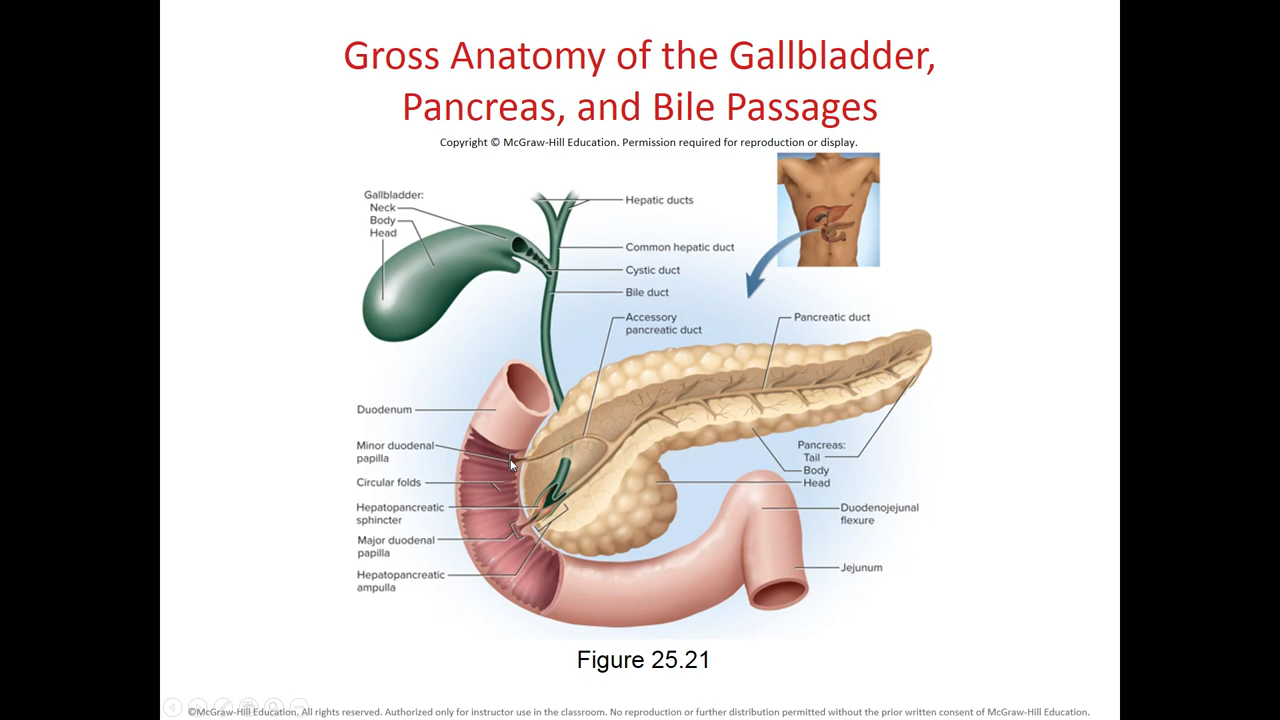 Gross Anatomy of the Gallbladder,
Pancreas, and Bile Passages
Copyright © McGraw-Hill Education. Permission required for reproduction or display.
Gallbladder:
Neck
Body
Head
Hepatic ducts
Common hepatic duct
Cystic duct
Bile duct
Accessory
pancreatic duct
Pancreatic duct
Duodenum
Minor duodenal
papilla
Circular folds
Hepatopancreatic
sphincter
Major duodenal
papilla
Hepatopancreatic
ampulla
Pancreas:
Tail
Body
Head
Duodenojejunal
flexure
Jejunum
Figure 25.21
©McGraw-Hill Education. All rights reserved. Authorized only for instructor use in the classroom. No reproduction or further distribution permitted without the prior written consent of McGraw-Hill Education.